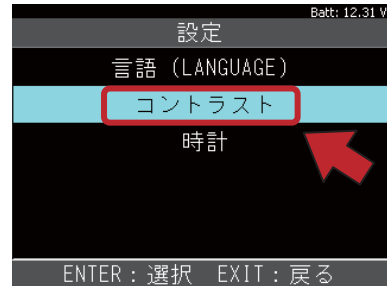 Batt: 12.31 V
設定
言語（LANGUAGE）
コントラスト
時計
ENTER：選択　EXIT：戻る